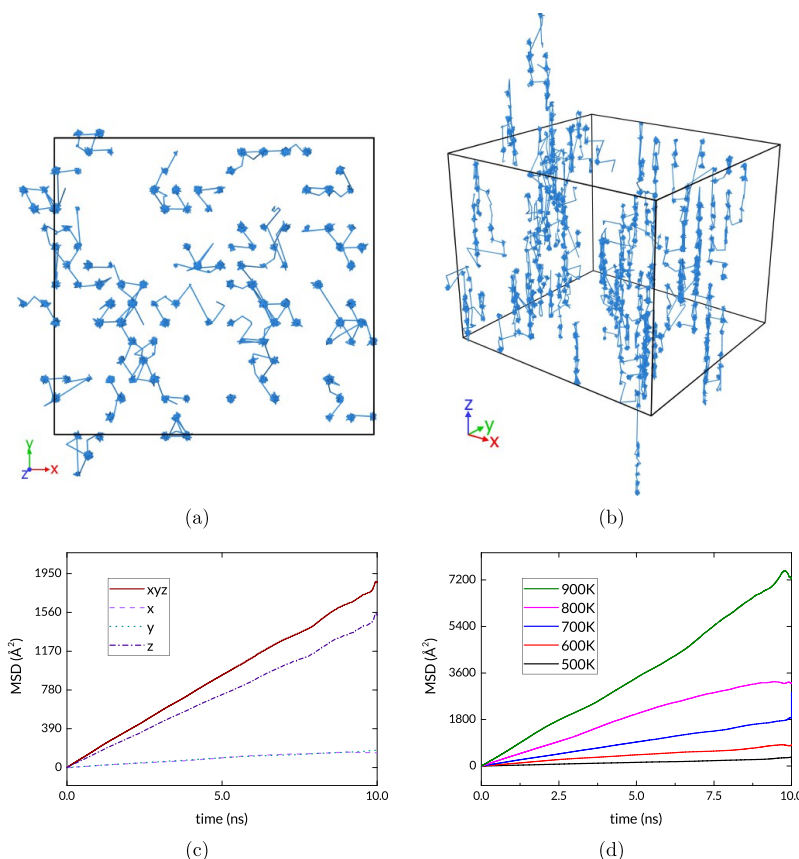 y
z
x
(a)
z
y
x
(b)
MSD (Å²)
1950
1560
1170
780
390
0
xyz
x
y
z
0.0
5.0
10.0
time (ns)
(c)
MSD (Å²)
7200
5400
3600
1800
0
900K
800K
700K
600K
500K
0.0
2.5
5.0
7.5
10.0
time (ns)
(d)